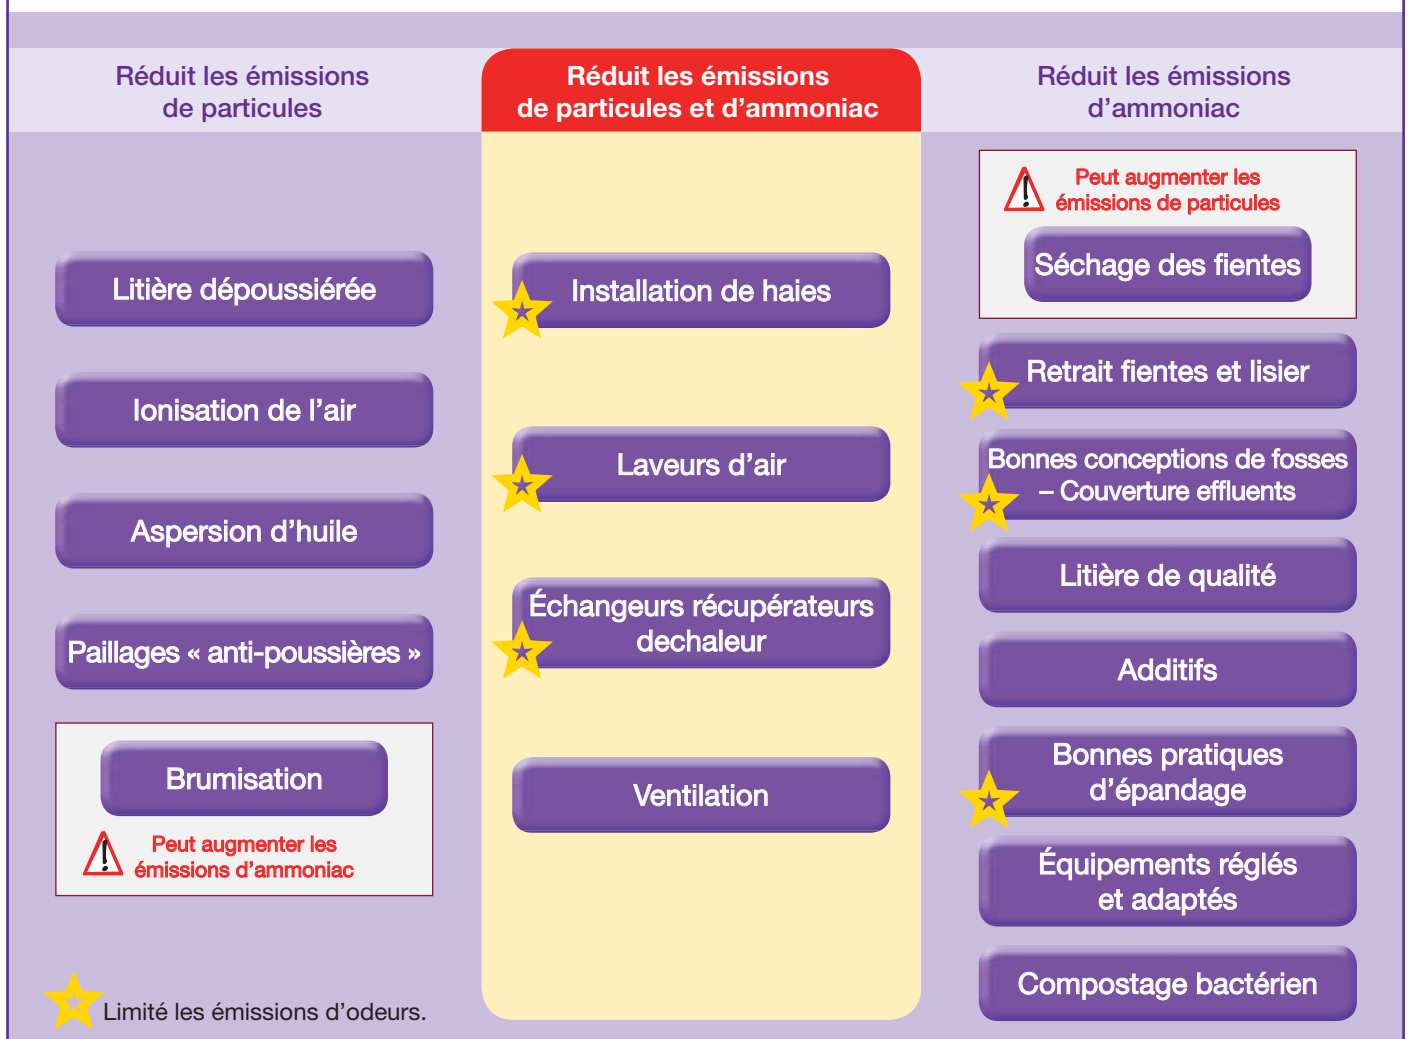 Réduit les émissions
de particules
Litière dépoussiérée
Ionisation de l'air
Aspersion d'huile
Paillages « anti-poussières »
Brumisation
Peut augmenter les
émissions d'ammoniac
Limité les émissions d'odeurs.
Réduit les émissions
de particules et d'ammoniac
Installation de haies
Laveurs d'air
Échangeurs récupérateurs
dechaleur
Ventilation
Réduit les émissions
d'ammoniac
Peut augmenter les
émissions de particules
Séchage des fientes
Retrait fientes et lisier
Bonnes conceptions de fosses
– Couverture effluents
Litière de qualité
Additifs
Bonnes pratiques
d'épandage
Équipements réglés
et adaptés
Compostage bactérien